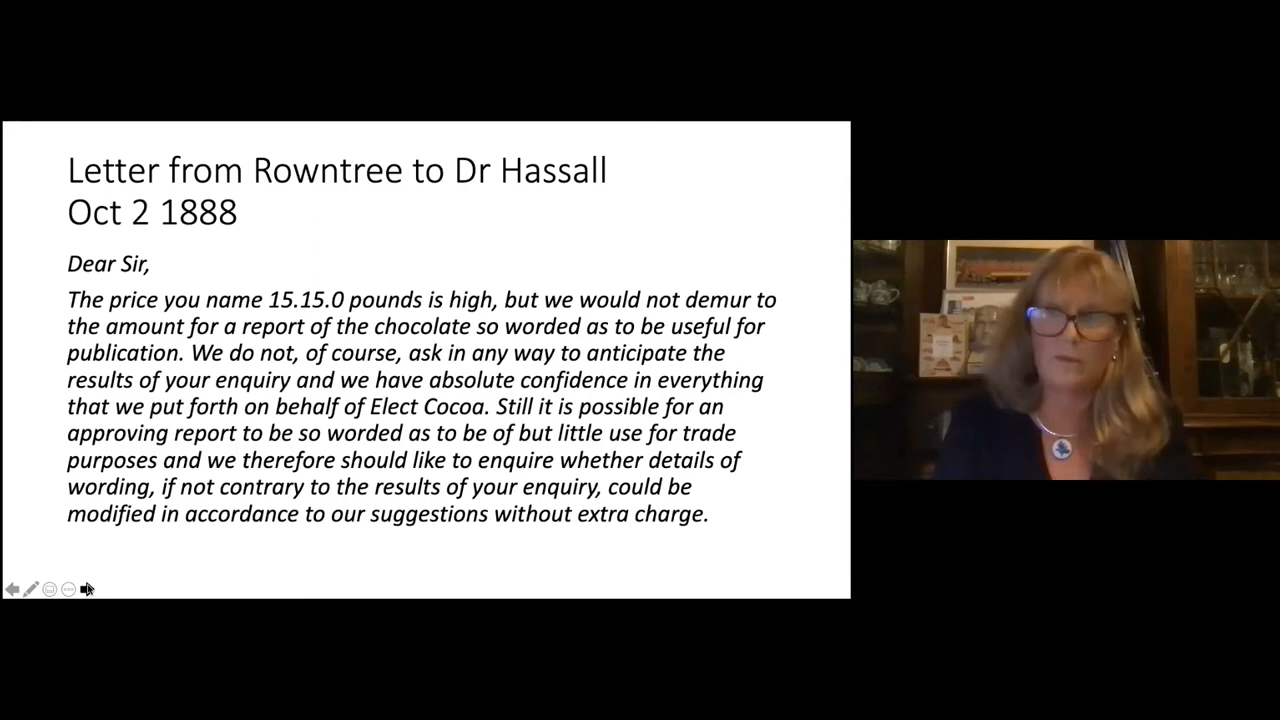 Letter from Rowntree to Dr Hassall
Oct 2 1888
Dear Sir,
The price you name 15.15.0 pounds is high, but we would not demur to
the amount for a report of the chocolate so worded as to be useful for
publication. We do not, of course, ask in any way to anticipate the
results of your enquiry and we have absolute confidence in everything
that we put forth on behalf of Elect Cocoa. Still it is possible for an
approving report to be so worded as to be of but little use for trade
purposes and we therefore should like to enquire whether details of
wording, if not contrary to the results of your enquiry, could be
modified in accordance to our suggestions without extra charge.